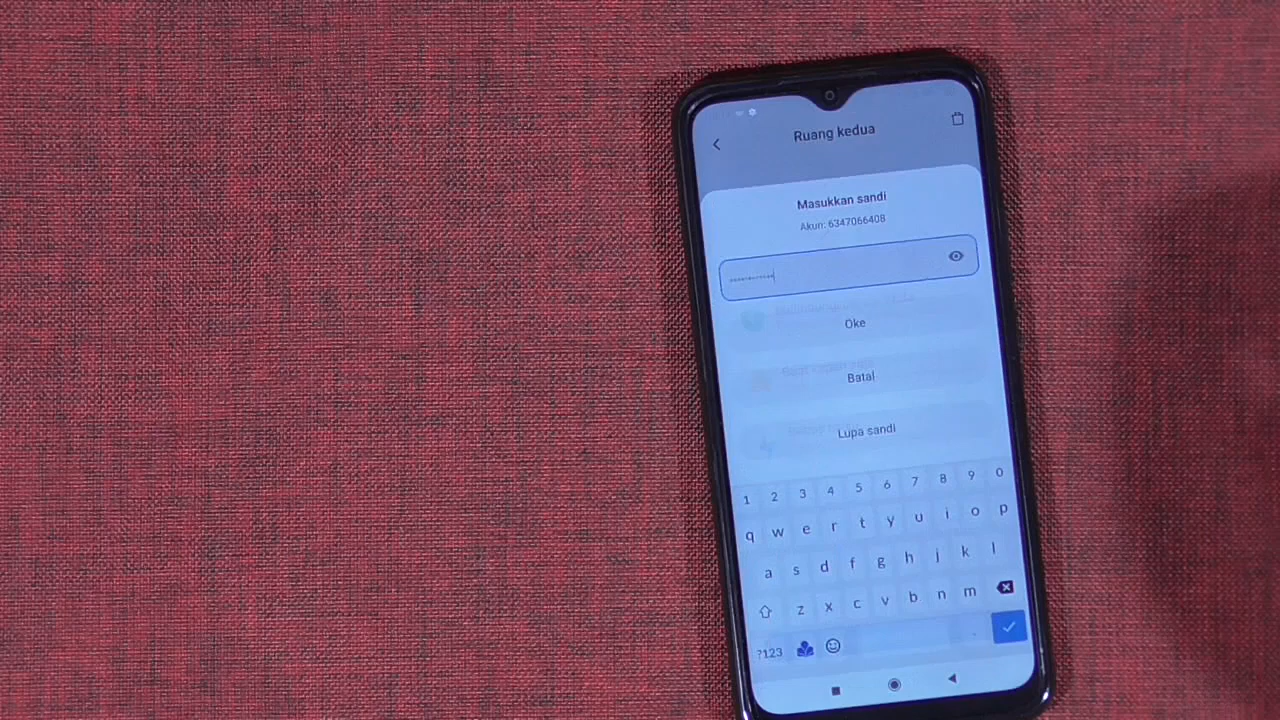 Ruang kedua
Masukkan sandi
Akun: 6347066408
Oke
Batal
Lupa sandi
1 2 3 4 5 6 7 8 9 0
q w e r t y u i o p
a s d f g h j k l
z x c v b n m
?123 .